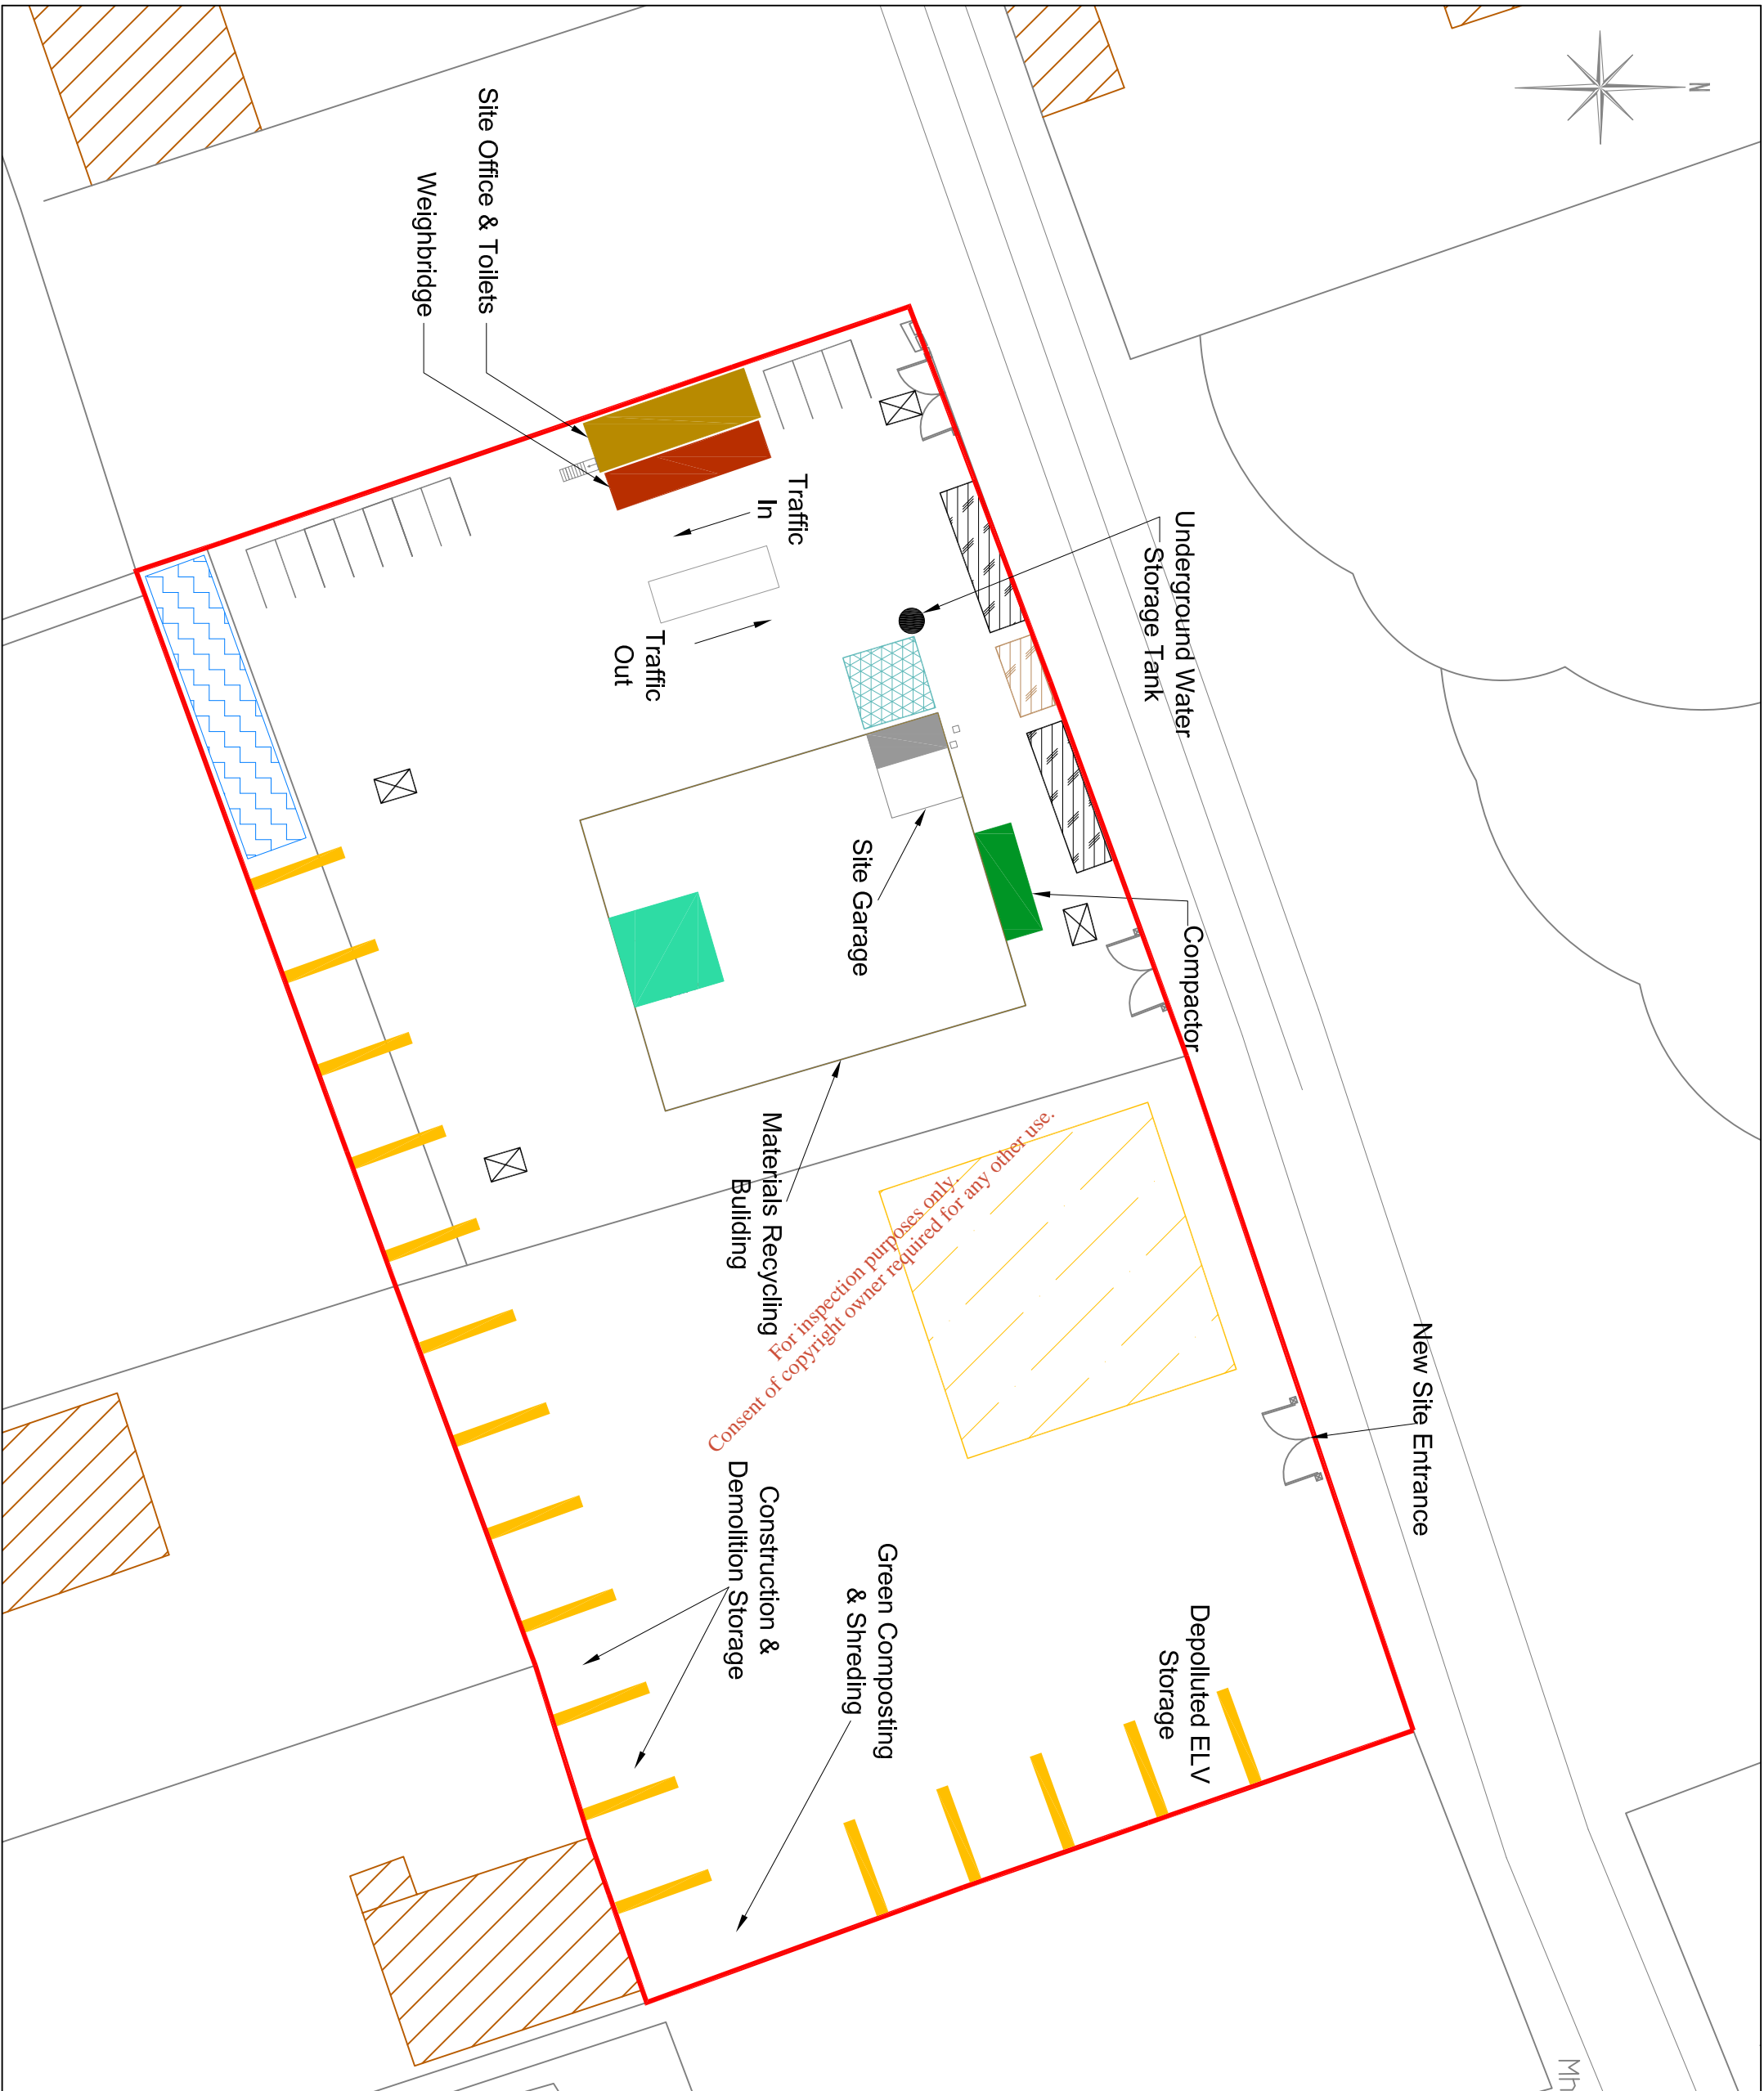 N
Site Office & Toilets
Weighbridge
Traffic
In
Traffic
Out
Underground Water
Storage Tank
Site Garage
Compactor
Materials Recycling
Buliding
New Site Entrance
Construction &
Demolition Storage
Green Composting
& Shreding
Depolluted ELV
Storage
For inspection purposes only.
Consent of copyright owner required for any other use.
Mh